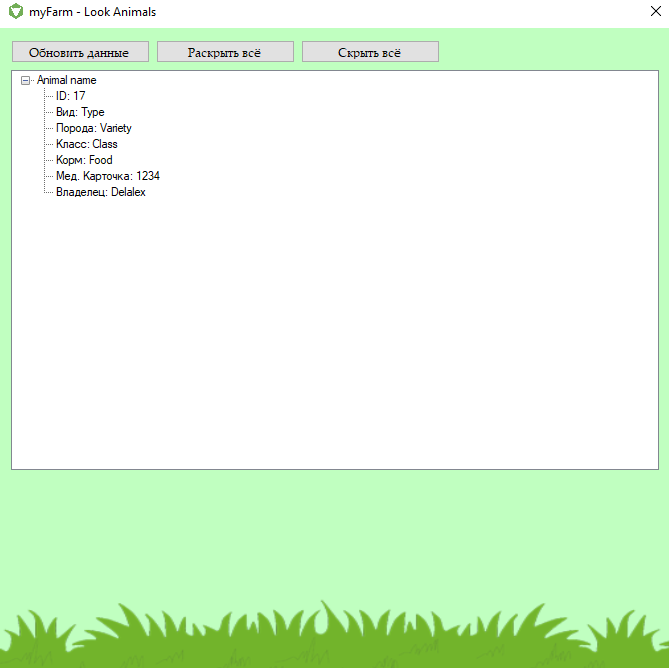 myFarm - Look Animals
Обновить данные Раскрыть всё Скрыть всё
Animal name
ID: 17
Вид: Type
Порода: Variety
Класс: Class
Корм: Food
Мед. Карточка: 1234
Владелец: Delalex